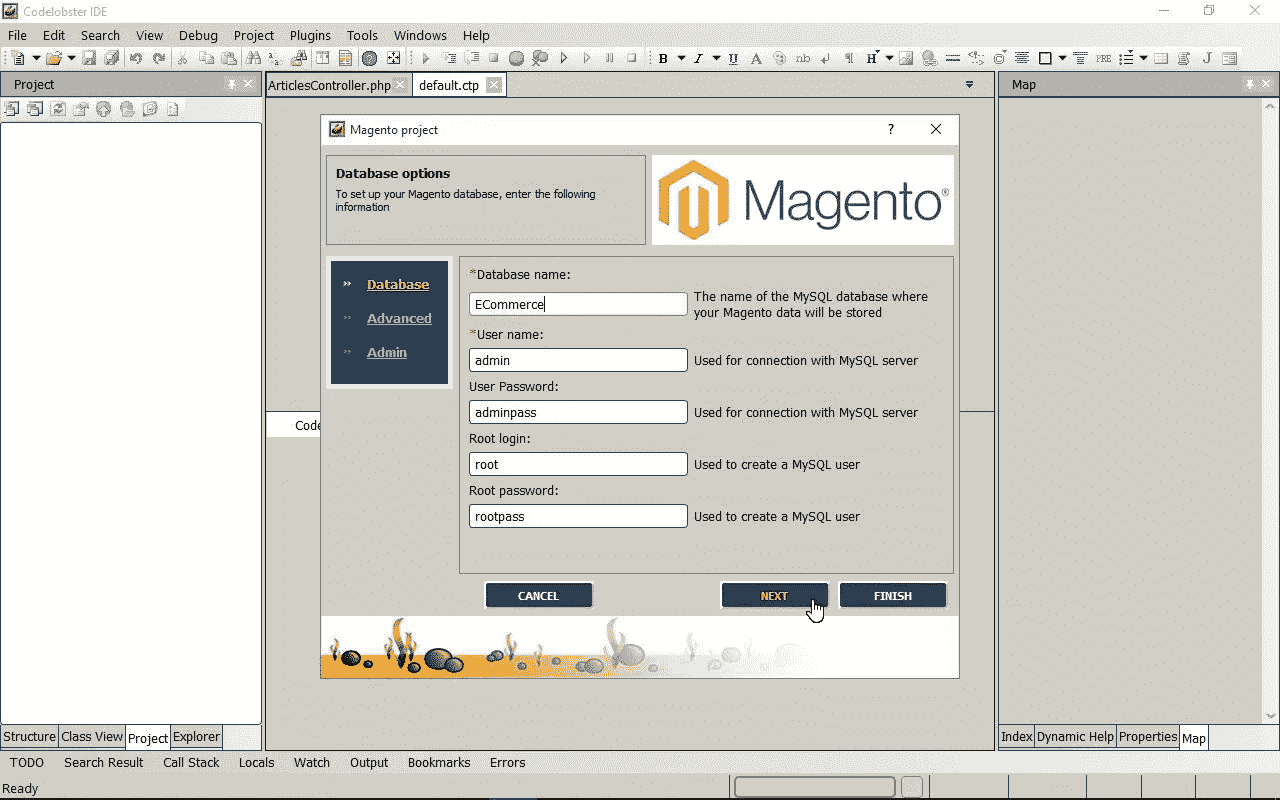 Codelobster IDE
File Edit Search View Debug Project Plugins Tools Windows Help
B I U A nb ¶ H PRE J
Project
ArticlesController.php default.ctp
Map
Magento project ?
Database options
To set up your Magento database, enter the following
information
Magento®
Database
Advanced
Admin
*Database name:
ECommerce
The name of the MySQL database where
your Magento data will be stored
*User name:
admin Used for connection with MySQL server
User Password:
adminpass Used for connection with MySQL server
Root login:
root Used to create a MySQL user
Root password:
rootpass Used to create a MySQL user
Code
CANCEL NEXT FINISH
Structure Class View Project Explorer
Index Dynamic Help Properties Map
TODO Search Result Call Stack Locals Watch Output Bookmarks Errors
Ready